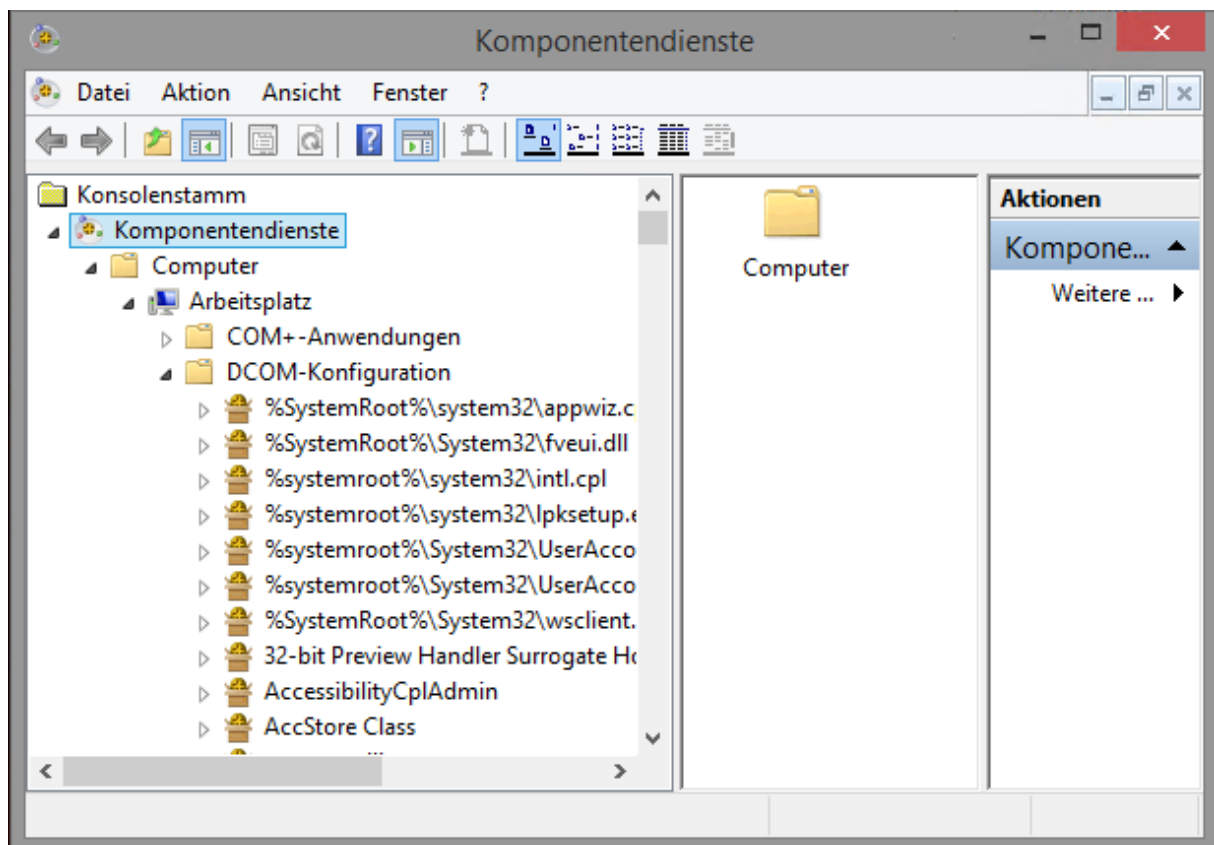 Komponentendienste
Datei Aktion Ansicht Fenster ?
Konsolenstamm
Komponentendienste
Computer
Arbeitsplatz
COM+-Anwendungen
DCOM-Konfiguration
%SystemRoot%\system32\appwiz.c
%SystemRoot%\System32\fveui.dll
%systemroot%\system32\intl.cpl
%systemroot%\system32\lpksetup.e
%systemroot%\System32\UserAcco
%systemroot%\System32\UserAcco
%SystemRoot%\System32\wsclient.
32-bit Preview Handler Surrogate Ho
AccessibilityCplAdmin
AccStore Class
Computer
Aktionen
Kompone...
Weitere ...